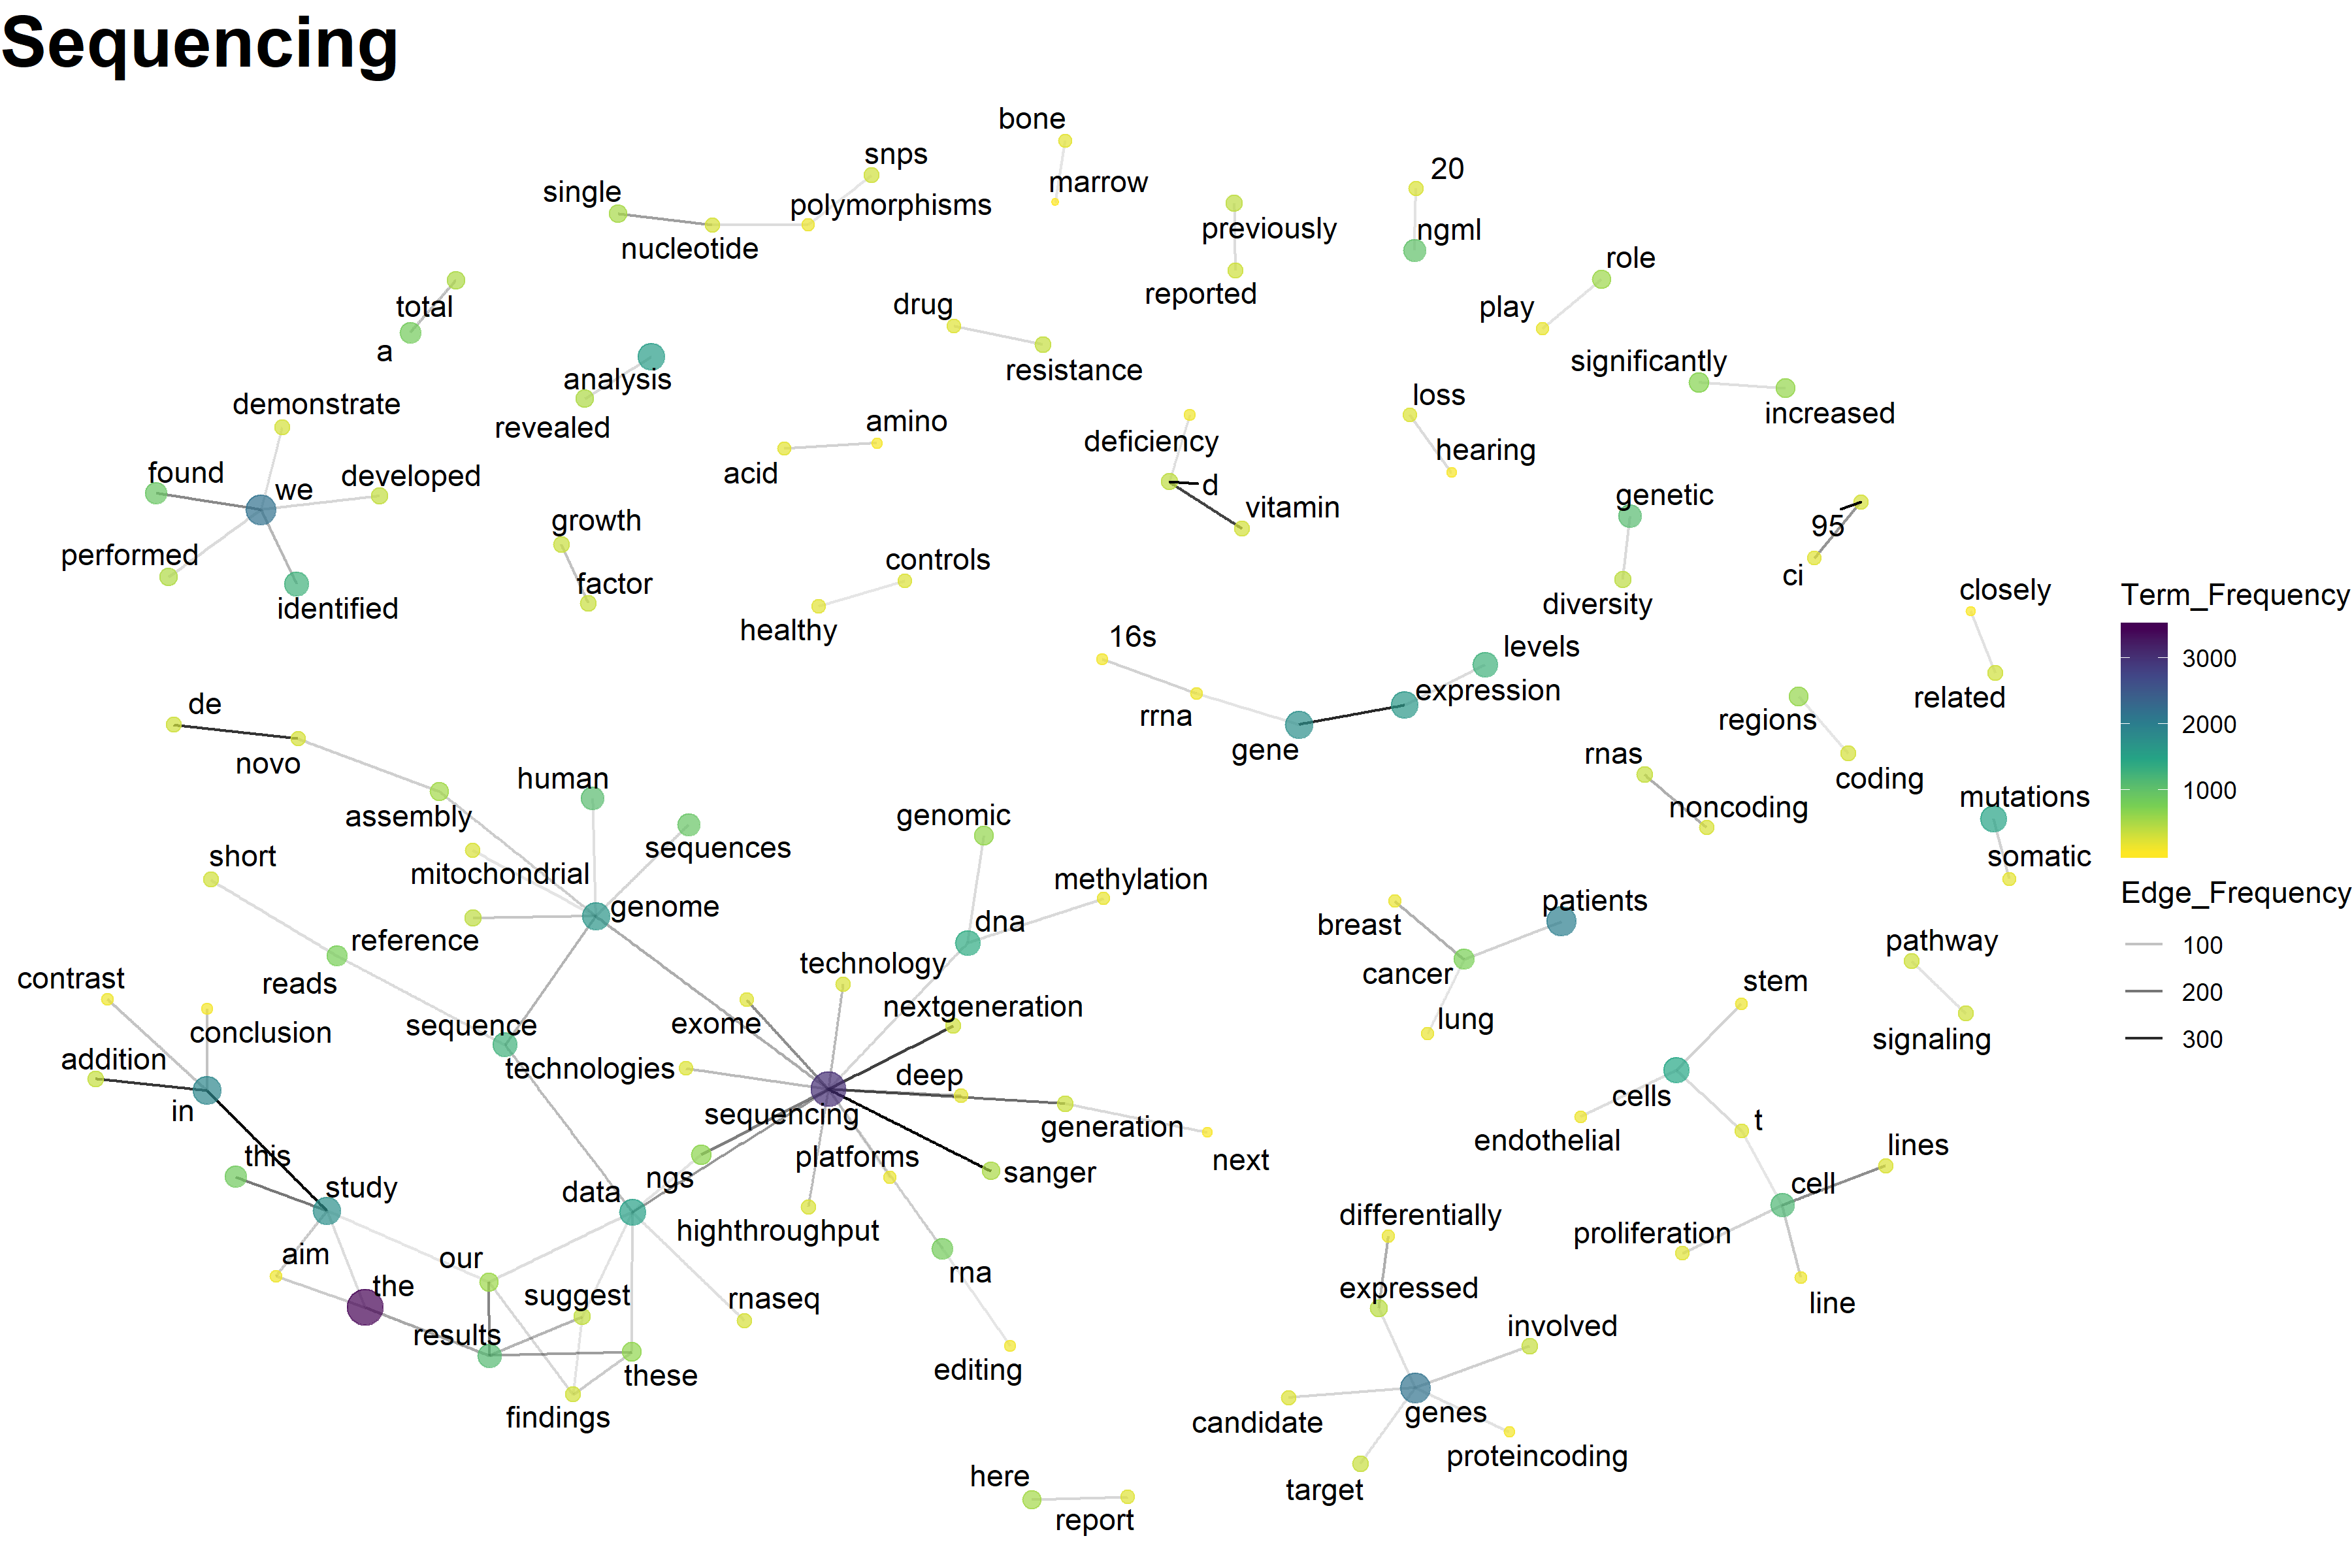 Sequencing
bone
snps
20
single
marrow
polymorphisms
previously
ngml
nucleotide
role
reported
total
drug
play
a
significantly
analysis
resistance
demonstrate
loss
increased
revealed
amino
deficiency
hearing
found
we
developed
acid
d
genetic
vitamin
growth
95
performed
controls
factor
ci
identified
diversity
closely
healthy
16s
levels
expression
related
de
rrna
regions
gene
novo
rnas
human
coding
mutations
assembly
genomic
noncoding
short
sequences
somatic
mitochondrial
methylation
genome
patients
reference
dna
breast
pathway
contrast
reads
technology
cancer
stem
conclusion
sequence
exome
nextgeneration
lung
signaling
addition
technologies
deep
cells
in
sequencing
generation
t
endothelial
lines
this
platforms
next
study
data
ngs
sanger
cell
highthroughput
differentially
proliferation
aim
our
rna
the
suggest
rnaseq
expressed
line
results
involved
editing
these
findings
candidate
genes
proteincoding
here
target
report
Term_Frequency
3000
2000
1000
Edge_Frequency
100
200
300